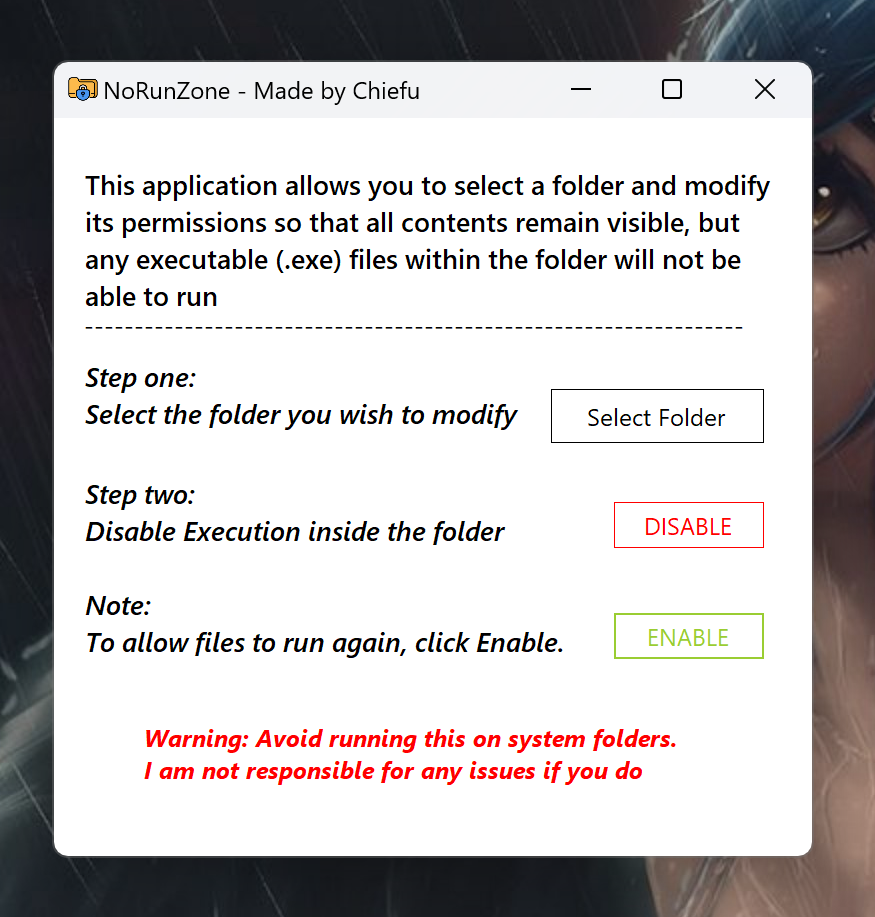 NoRunZone - Made by Chiefu
This application allows you to select a folder and modify
its permissions so that all contents remain visible, but
any executable (.exe) files within the folder will not be
able to run
------------------------------------------------------------------
Step one:
Select the folder you wish to modify
Select Folder
Step two:
Disable Execution inside the folder
DISABLE
Note:
To allow files to run again, click Enable.
ENABLE
Warning: Avoid running this on system folders.
I am not responsible for any issues if you do